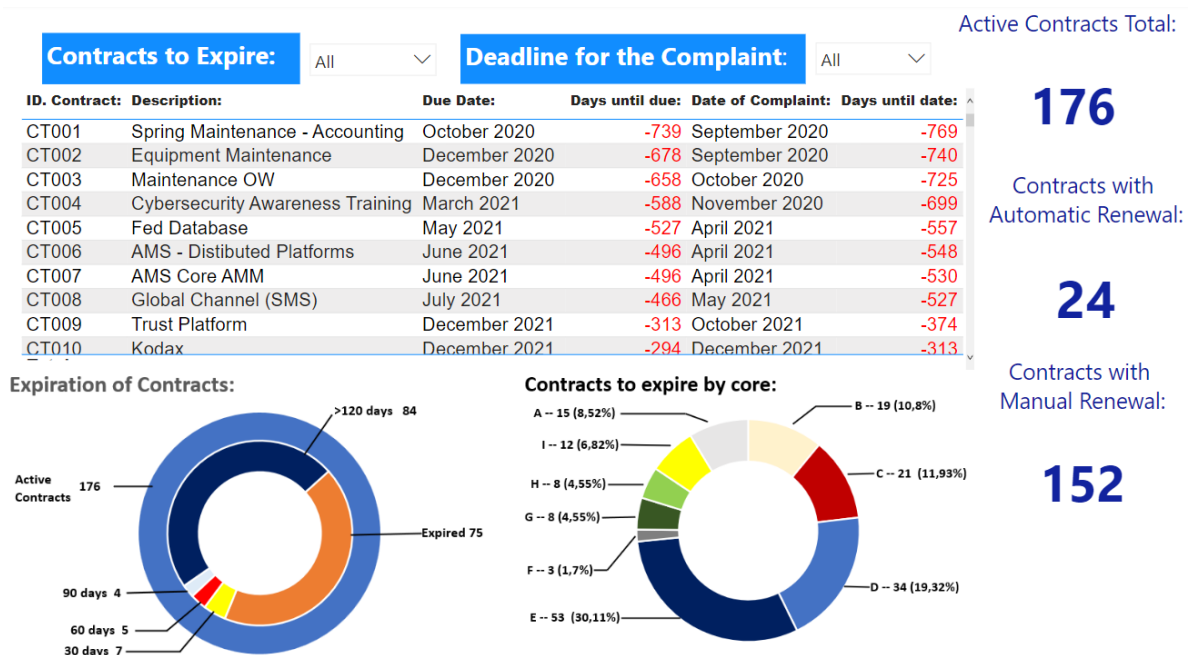 Active Contracts Total:
Contracts to Expire:
All
Deadline for the Complaint:
All
176
ID. Contract: Description: Due Date: Days until due: Date of Complaint: Days until date:
CT001 Spring Maintenance - Accounting October 2020 -739 September 2020 -769
CT002 Equipment Maintenance December 2020 -678 September 2020 -740
CT003 Maintenance OW December 2020 -658 October 2020 -725
CT004 Cybersecurity Awareness Training March 2021 -588 November 2020 -699
CT005 Fed Database May 2021 -527 April 2021 -557
CT006 AMS - Distibuted Platforms June 2021 -496 April 2021 -548
CT007 AMS Core AMM June 2021 -496 April 2021 -530
CT008 Global Channel (SMS) July 2021 -466 May 2021 -527
CT009 Trust Platform December 2021 -313 October 2021 -374
CT010 Kodax December 2021 -294 December 2021 -313
Contracts with
Automatic Renewal:
24
Contracts with
Manual Renewal:
152
Expiration of Contracts:
>120 days 84
Active
Contracts 176
Expired 75
90 days 4
60 days 5
30 days 7
Contracts to expire by core:
A -- 15 (8,52%)
B -- 19 (10,8%)
I -- 12 (6,82%)
C -- 21 (11,93%)
H -- 8 (4,55%)
G -- 8 (4,55%)
F -- 3 (1,7%)
D -- 34 (19,32%)
E -- 53 (30,11%)